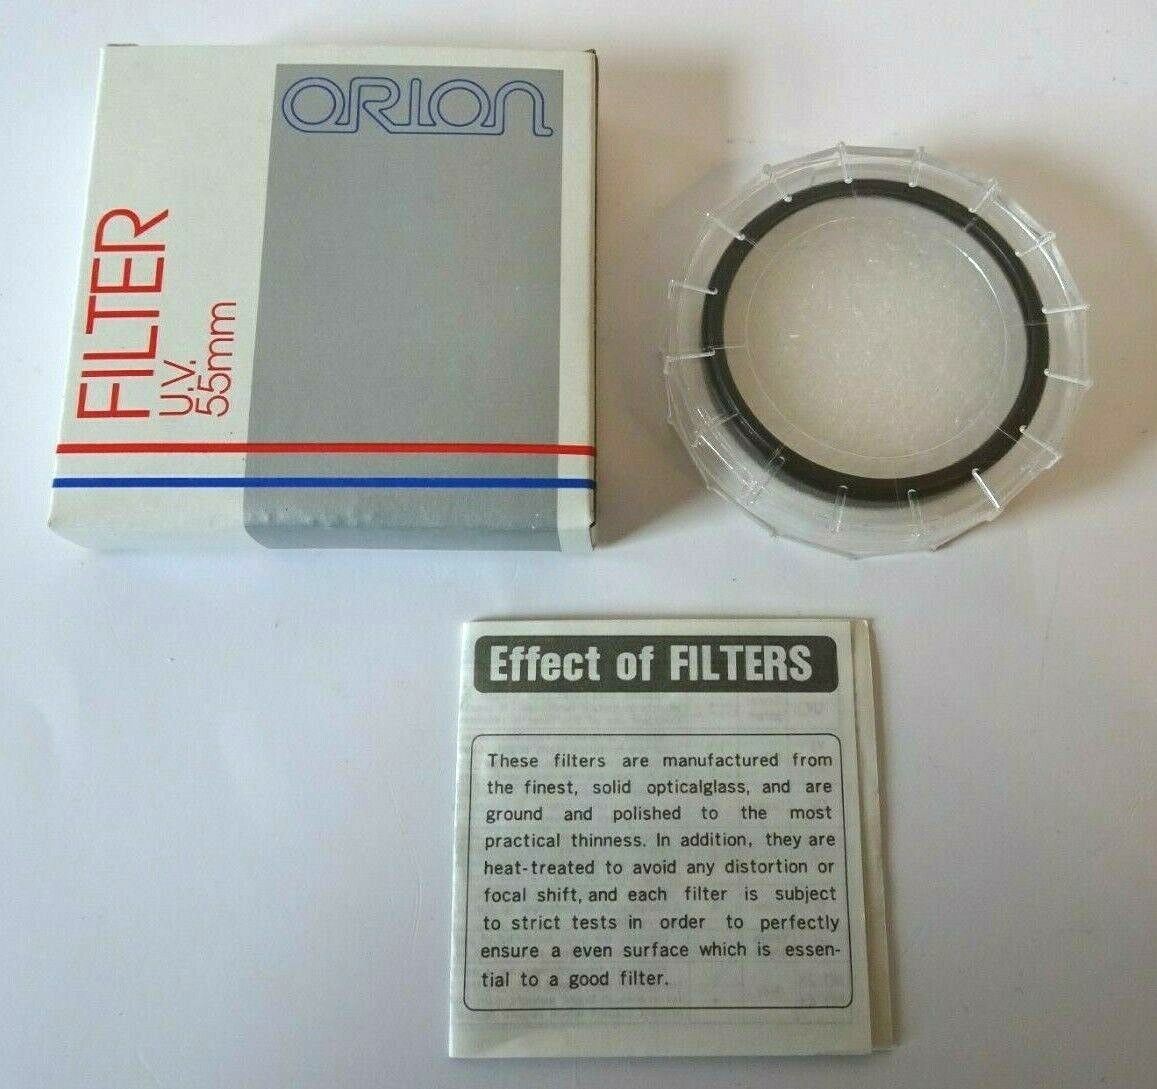 ORION
FILTER
U.V.
55mm
Effect of FILTERS
These filters are manufactured from
the finest, solid opticalglass, and are
ground and polished to the most
practical thinness. In addition, they are
heat-treated to avoid any distortion or
focal shift, and each filter is subject
to strict tests in order to perfectly
ensure a even surface which is essen-
tial to a good filter.